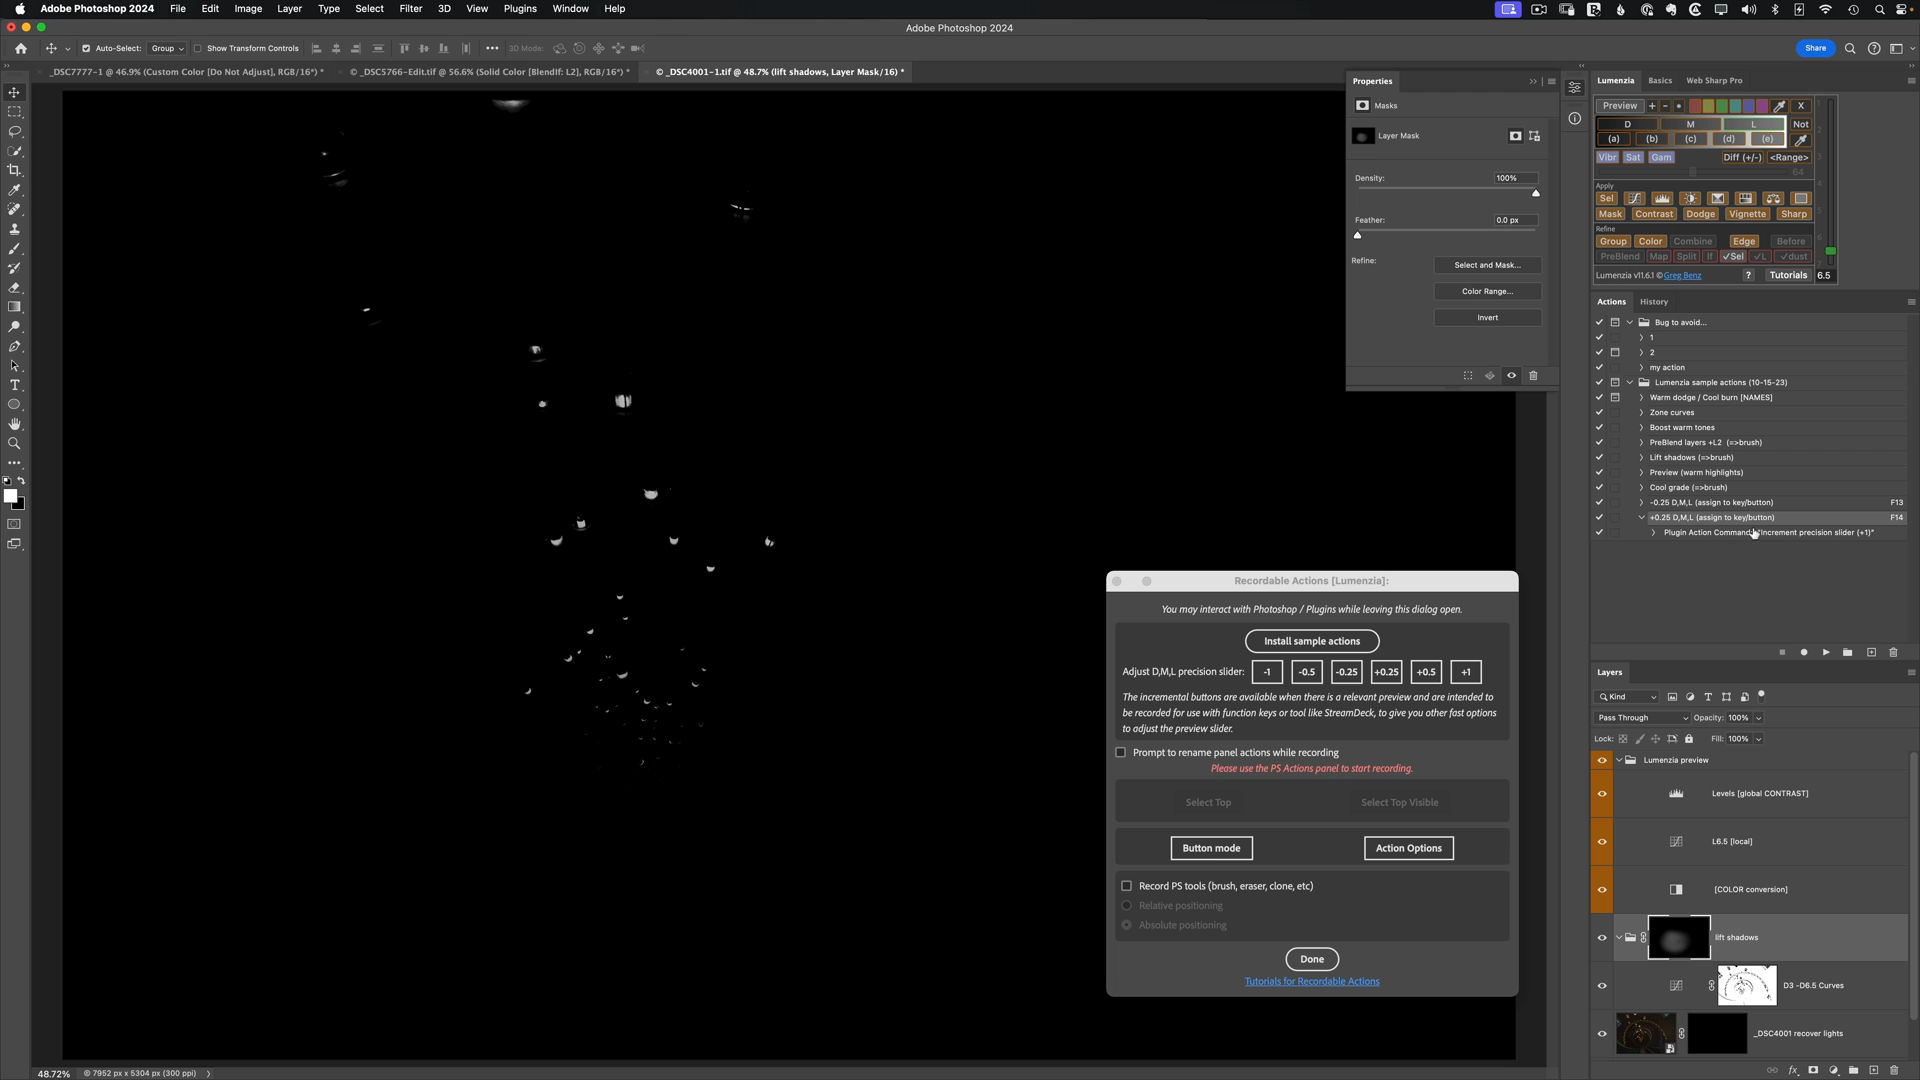 Adobe Photoshop 2024 File Edit Image Layer Type Select Filter 3D View Plugins Window Help
Adobe Photoshop 2024
Auto-Select: Group Show Transform Controls 3D Mode: Share
_DSC7777-1 @ 46.9% (Custom Color [Do Not Adjust], RGB/16*) *
© _DSC5766-Edit.tif @ 56.6% (Solid Color [BlendIf: L2], RGB/16*) *
© _DSC4001-1.tif @ 48.7% (lift shadows, Layer Mask/16) *
Properties
Masks
Layer Mask
Density: 100%
Feather: 0.0 px
Refine: Select and Mask...
Color Range...
Invert
Lumenzia Basics Web Sharp Pro
Preview + - X
D M L Not
(a) (b) (c) (d) (e)
Vibr Sat Gam Diff (+/-) <Range>
64
Apply
Sel
Mask Contrast Dodge Vignette Sharp
Refine
Group Color Combine Edge Before
PreBlend Map Split If ✓Sel ✓L ✓dust
Lumenzia v11.6.1 © Greg Benz ? Tutorials 6.5
Actions History
Bug to avoid...
1
2
my action
Lumenzia sample actions (10-15-23)
Warm dodge / Cool burn [NAMES]
Zone curves
Boost warm tones
PreBlend layers +L2 (=>brush)
Lift shadows (=>brush)
Preview (warm highlights)
Cool grade (=>brush)
-0.25 D,M,L (assign to key/button) F13
+0.25 D,M,L (assign to key/button) F14
Plugin Action Command "Increment precision slider (+1)"
Recordable Actions [Lumenzia]:
You may interact with Photoshop / Plugins while leaving this dialog open.
Install sample actions
Adjust D,M,L precision slider: -1 -0.5 -0.25 +0.25 +0.5 +1
The incremental buttons are available when there is a relevant preview and are intended to
be recorded for use with function keys or tool like StreamDeck, to give you other fast options
to adjust the preview slider.
Prompt to rename panel actions while recording
Please use the PS Actions panel to start recording.
Select Top Select Top Visible
Button mode Action Options
Record PS tools (brush, eraser, clone, etc)
Relative positioning
Absolute positioning
Done
Tutorials for Recordable Actions
Layers
Kind
Pass Through Opacity: 100%
Lock: Fill: 100%
Lumenzia preview
Levels [global CONTRAST]
L6.5 [local]
[COLOR conversion]
lift shadows
D3 -D6.5 Curves
_DSC4001 recover lights
fx
48.72% © 7952 px x 5304 px (300 ppi)